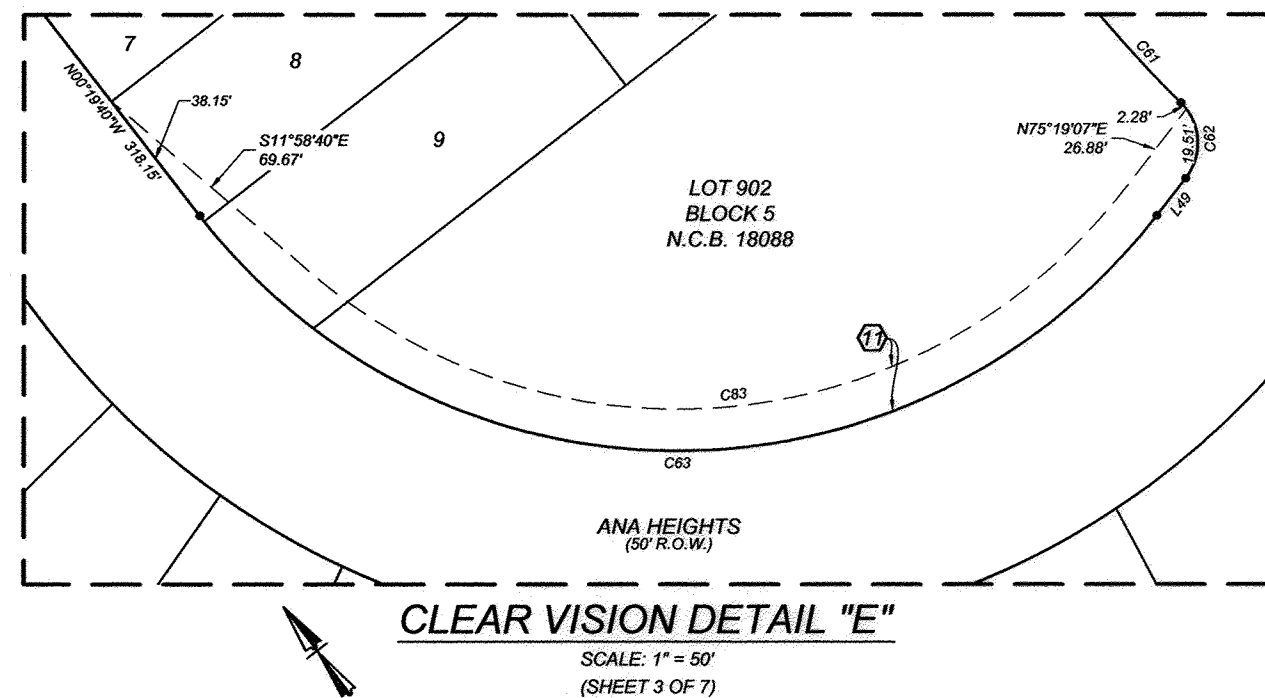 7
8
9
N00°19'40"W 318.15'
38.15'
S11°58'40"E
69.67'
C61
2.28'
N75°19'07"E
26.88'
19.51'
C62
L49
LOT 902
BLOCK 5
N.C.B. 18088
11
C83
C63
ANA HEIGHTS
(50' R.O.W.)
CLEAR VISION DETAIL "E"
SCALE: 1" = 50'
(SHEET 3 OF 7)